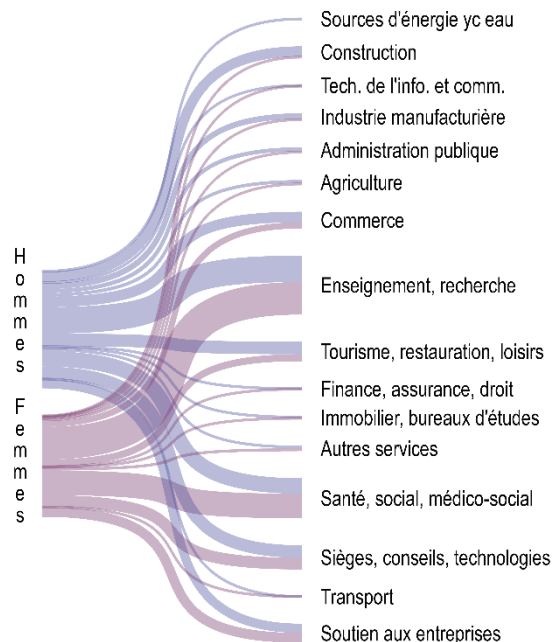 Sources d'énergie yc eau
Construction
Tech. de l'info. et comm.
Industrie manufacturière
Administration publique
Agriculture
Commerce
Hommes
Enseignement, recherche
Tourisme, restauration, loisirs
Finance, assurance, droit
Femmes
Immobilier, bureaux d'études
Autres services
Santé, social, médico-social
Sièges, conseils, technologies
Transport
Soutien aux entreprises